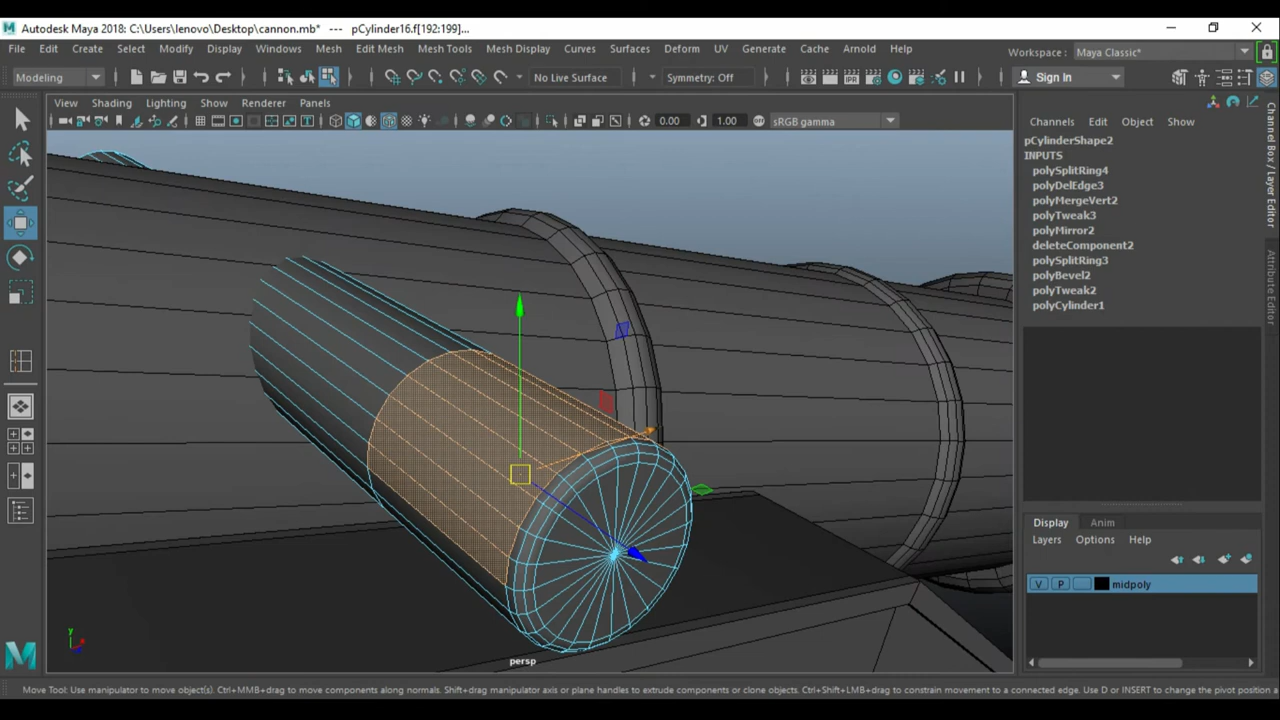 Autodesk Maya 2018: C:\Users\lenovo\Desktop\cannon.mb* --- pCylinder16.f[192:199]...
File Edit Create Select Modify Display Windows Mesh Edit Mesh Mesh Tools Mesh Display Curves Surfaces Deform UV Generate Cache Arnold Help
Workspace : Maya Classic*
Modeling No Live Surface Symmetry: Off Sign In
View Shading Lighting Show Renderer Panels
0.00 1.00 sRGB gamma
Channels Edit Object Show
pCylinderShape2
INPUTS
polySplitRing4
polyDelEdge3
polyMergeVert2
polyTweak3
polyMirror2
deleteComponent2
polySplitRing3
polyBevel2
polyTweak2
polyCylinder1
Channel Box / Layer Editor
Attribute Editor
Display Anim
Layers Options Help
V P midpoly
y
persp
Move Tool: Use manipulator to move object(s). Ctrl+MMB+drag to move components along normals. Shift+drag manipulator axis or plane handles to extrude components or clone objects. Ctrl+Shift+LMB+drag to constrain movement to a connected edge. Use D or INSERT to change the pivot position a